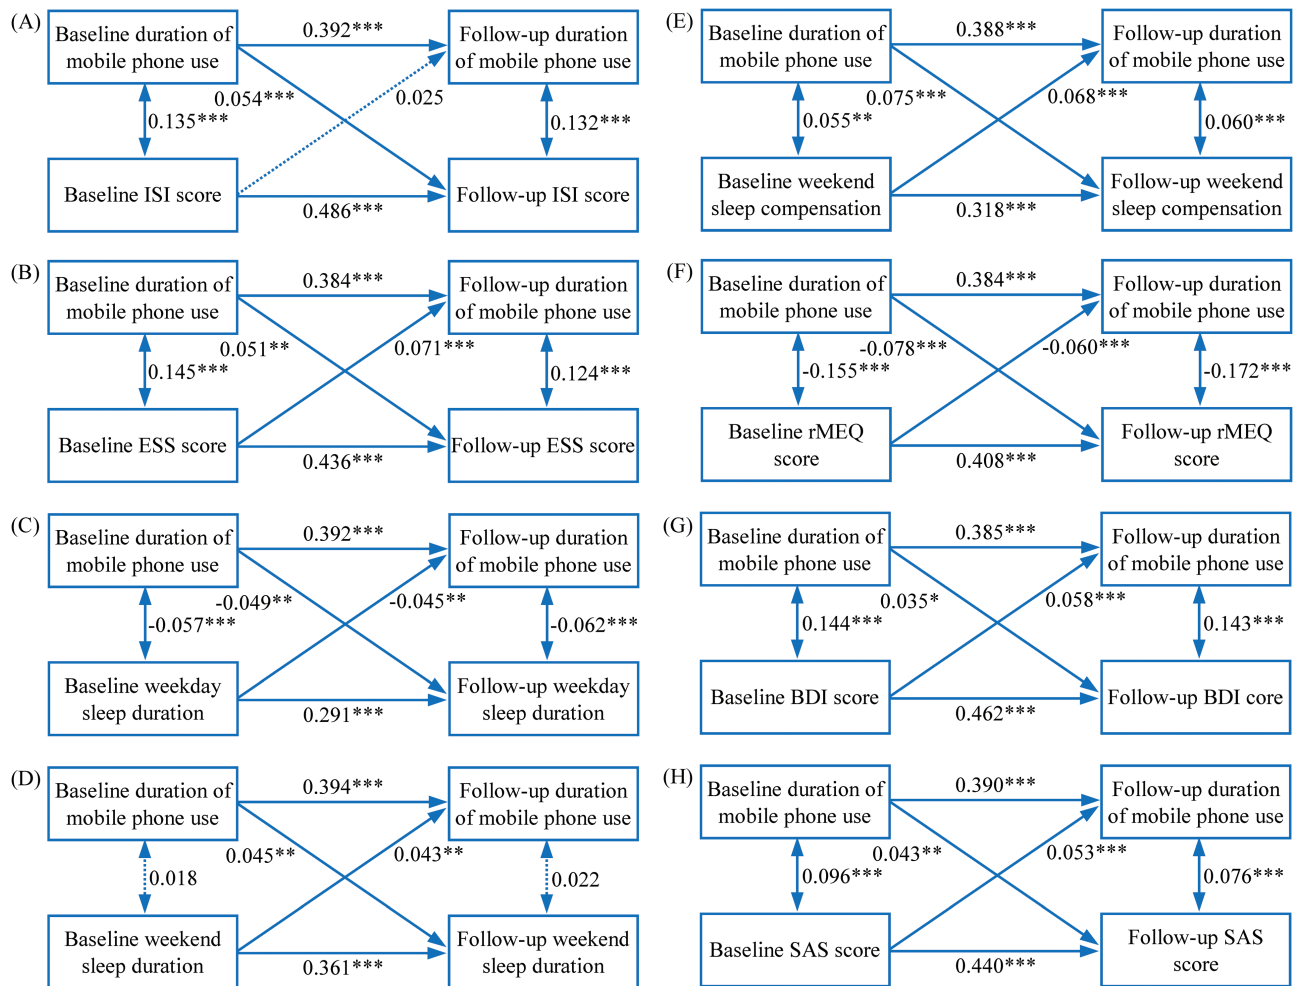 (A)
Baseline duration of
mobile phone use
0.392***
Follow-up duration
of mobile phone use
0.054***
0.025
0.135***
0.132***
Baseline ISI score
0.486***
Follow-up ISI score
(B)
Baseline duration of
mobile phone use
0.384***
Follow-up duration
of mobile phone use
0.051**
0.071***
0.145***
0.124***
Baseline ESS score
0.436***
Follow-up ESS score
(C)
Baseline duration of
mobile phone use
0.392***
Follow-up duration
of mobile phone use
-0.049**
-0.045**
-0.057***
-0.062***
Baseline weekday
sleep duration
0.291***
Follow-up weekday
sleep duration
(D)
Baseline duration of
mobile phone use
0.394***
Follow-up duration
of mobile phone use
0.045**
0.043**
0.018
0.022
Baseline weekend
sleep duration
0.361***
Follow-up weekend
sleep duration
(E)
Baseline duration of
mobile phone use
0.388***
Follow-up duration
of mobile phone use
0.075***
0.068***
0.055**
0.060***
Baseline weekend
sleep compensation
0.318***
Follow-up weekend
sleep compensation
(F)
Baseline duration of
mobile phone use
0.384***
Follow-up duration
of mobile phone use
-0.078***
-0.060***
-0.155***
-0.172***
Baseline rMEQ
score
0.408***
Follow-up rMEQ
score
(G)
Baseline duration of
mobile phone use
0.385***
Follow-up duration
of mobile phone use
0.035*
0.058***
0.144***
0.143***
Baseline BDI score
0.462***
Follow-up BDI core
(H)
Baseline duration of
mobile phone use
0.390***
Follow-up duration
of mobile phone use
0.043**
0.053***
0.096***
0.076***
Baseline SAS score
0.440***
Follow-up SAS
score